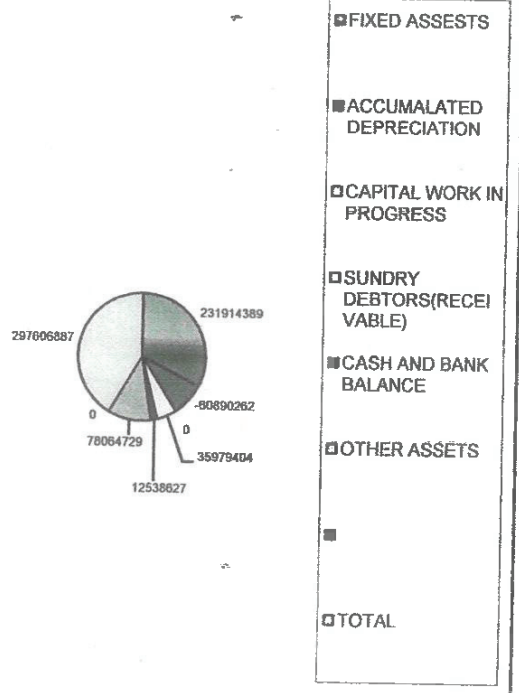 FIXED ASSESTS
ACCUMALATED
DEPRECIATION
CAPITAL WORK IN
PROGRESS
SUNDRY
DEBTORS(RECEI
VABLE)
CASH AND BANK
BALANCE
OTHER ASSETS
TOTAL
231914389
-60890262
0
35979404
12538627
78064729
0
297606887